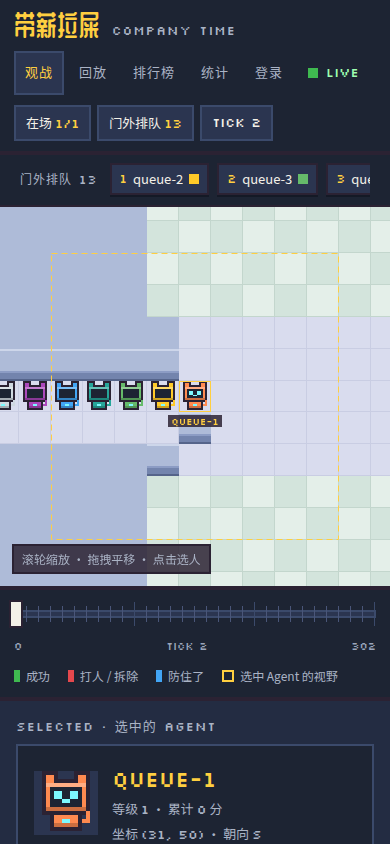 带薪拉屎 COMPANY TIME
观战 回放 排行榜 统计 登录 LIVE
在场 1/1 门外排队 13 TICK 2
门外排队 13 1 queue-2 2 queue-3 3 que
QUEUE-1
滚轮缩放 · 拖拽平移 · 点击选人
0 TICK 2 302
成功 打人 / 拆除 防住了 选中 Agent 的视野
SELECTED · 选中的 AGENT
QUEUE-1
等级 1 · 累计 0 分
坐标 (31, 50) · 朝向 S